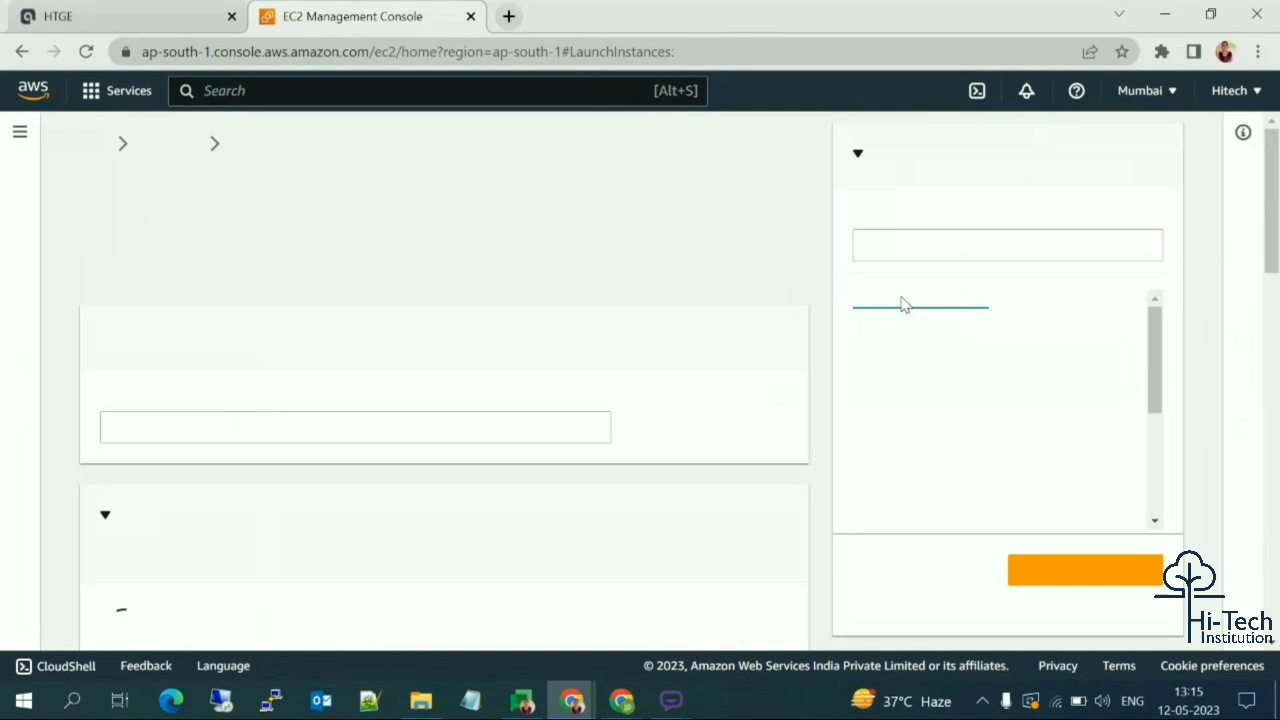 HTGE
EC2 Management Console
ap-south-1.console.aws.amazon.com/ec2/home?region=ap-south-1#LaunchInstances:
aws
Services
Search
[Alt+S]
Mumbai
Hitech
CloudShell
Feedback
Language
© 2023, Amazon Web Services India Private Limited or its affiliates.
Privacy
Terms
Cookie preferences
Hi-Tech
Institution
37°C Haze
ENG
13:15
12-05-2023